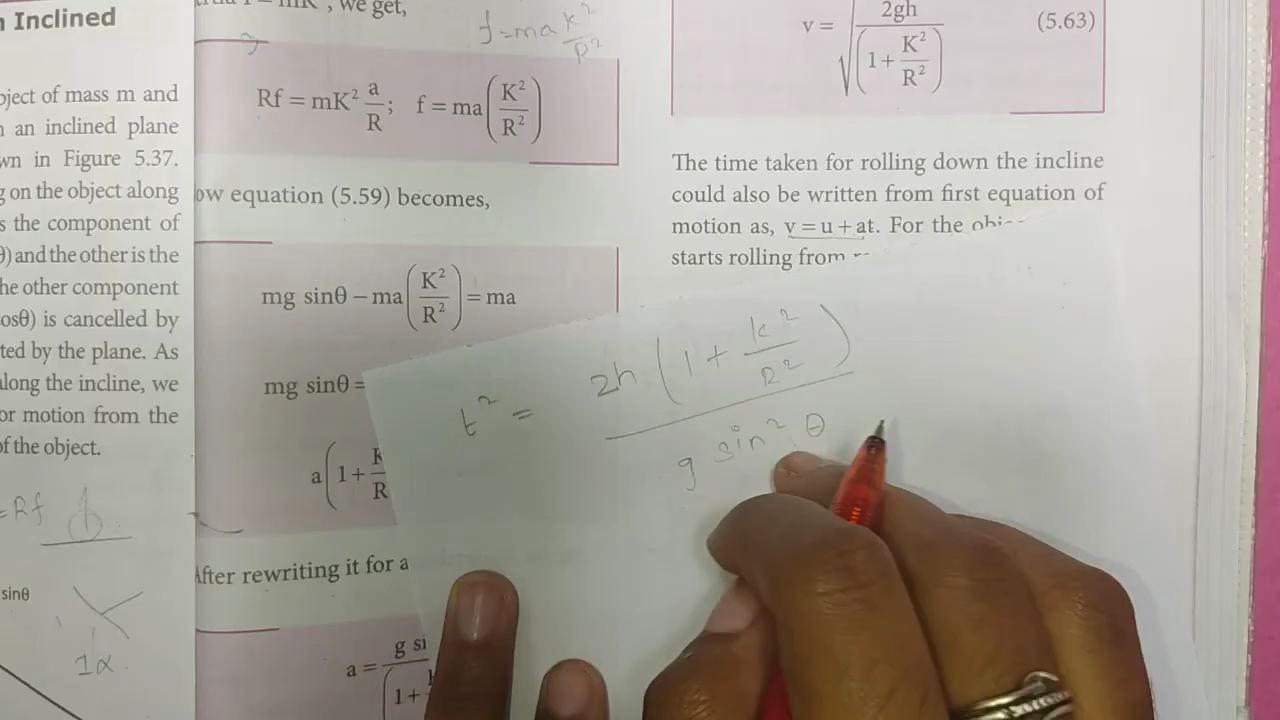 n Inclined
bject of mass m and
n an inclined plane
wn in Figure 5.37.
g on the object along
s the component of
θ) and the other is the
he other component
cosθ) is cancelled by
ted by the plane. As
along the incline, we
or motion from the
of the object.
= Rf
sinθ
1α
, we get,
f = ma K²/R²
Rf = mK² a/R; f = ma(K²/R²)
ow equation (5.59) becomes,
mg sinθ − ma(K²/R²) = ma
mg sinθ =
a(1+ K/R
After rewriting it for a
a = g si/(1+
v = √(2gh/(1+K²/R²)) (5.63)
The time taken for rolling down the incline
could also be written from first equation of
motion as, v = u + at. For the
starts rolling from
t² = 2h (1 + k²/R²) / g sin² θ